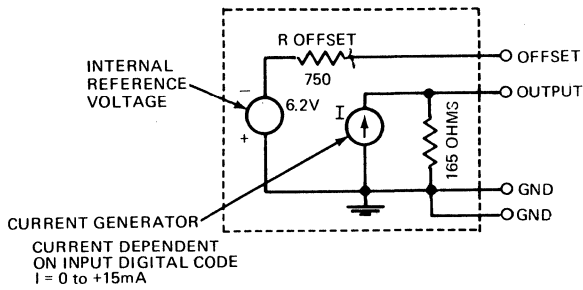 R OFFSET
OFFSET
INTERNAL
REFERENCE
VOLTAGE
−
750
6.2V
+
I
OUTPUT
165 OHMS
GND
GND
CURRENT GENERATOR
CURRENT DEPENDENT
ON INPUT DIGITAL CODE
I = 0 to +15mA